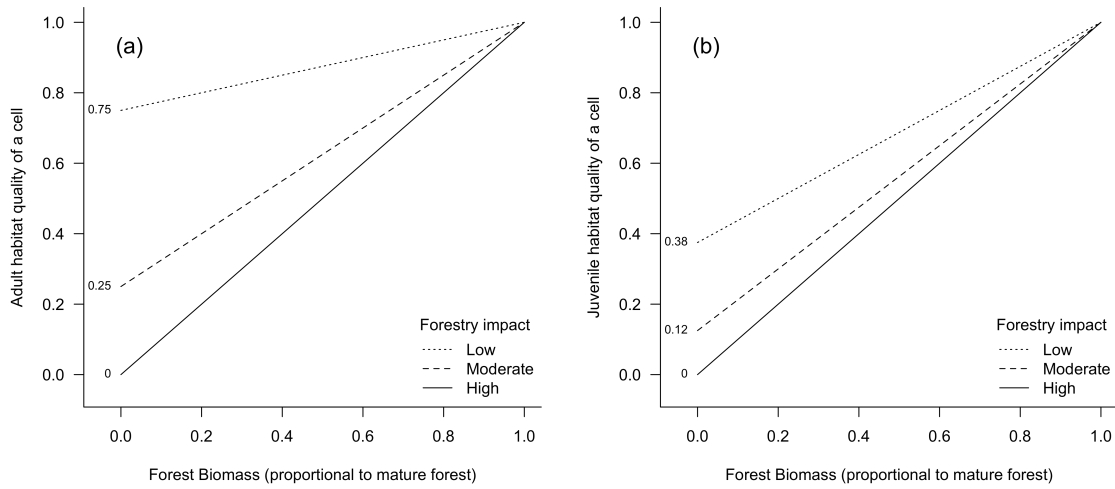 (a)
Adult habitat quality of a cell
1.0
0.8
0.6
0.4
0.2
0.0
0.75
0.25
0
Forestry impact
Low
Moderate
High
0.0 0.2 0.4 0.6 0.8 1.0
Forest Biomass (proportional to mature forest)
(b)
Juvenile habitat quality of a cell
1.0
0.8
0.6
0.4
0.2
0.0
0.38
0.12
0
Forestry impact
Low
Moderate
High
0.0 0.2 0.4 0.6 0.8 1.0
Forest Biomass (proportional to mature forest)